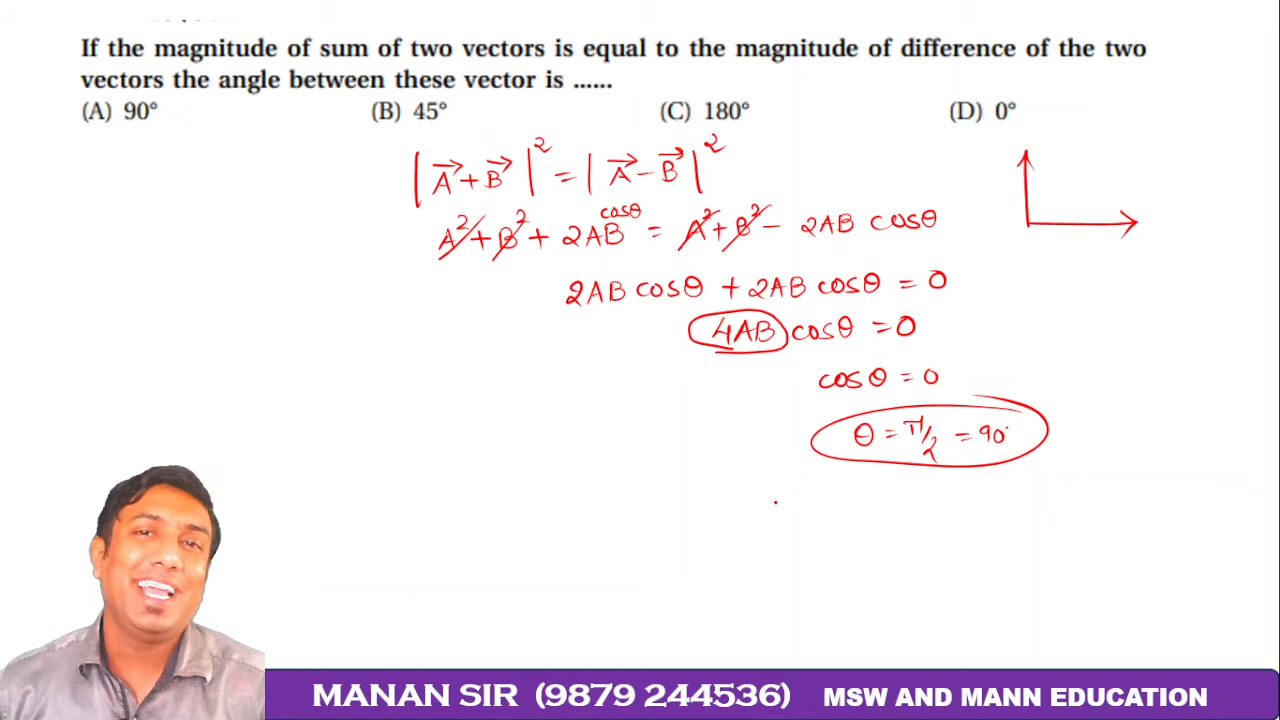 If the magnitude of sum of two vectors is equal to the magnitude of difference of the two
vectors the angle between these vector is ......
(A) 90° (B) 45° (C) 180° (D) 0°
|A⃗+B⃗|² = |A⃗−B⃗|²
A²+B²+2AB cosθ = A²+B²− 2AB cosθ
2AB cosθ + 2AB cosθ = 0
4AB cosθ = 0
cosθ = 0
θ = π/2 = 90°
MANAN SIR (9879 244536) MSW AND MANN EDUCATION